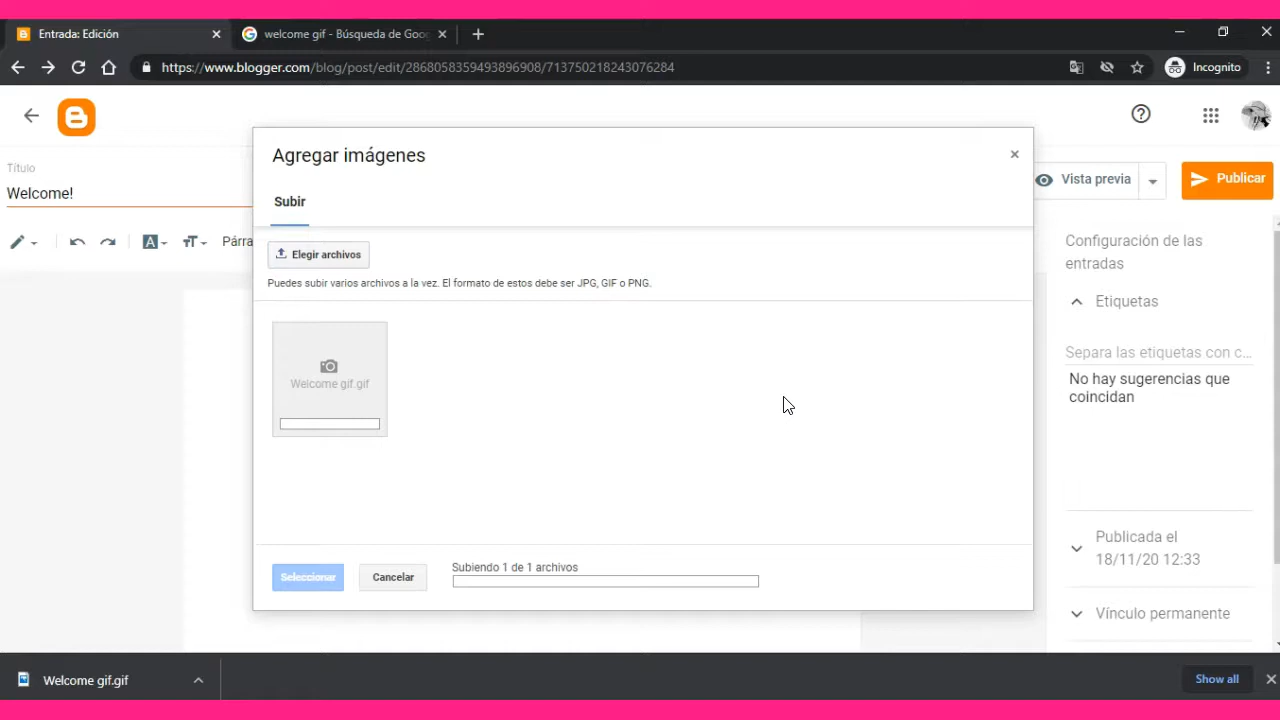 Entrada: Edición
welcome gif - Búsqueda de Goog
https://www.blogger.com/blog/post/edit/2868058359493896908/713750218243076284
Incognito
Título
Welcome!
Vista previa
Publicar
Párra
Agregar imágenes
Subir
Elegir archivos
Puedes subir varios archivos a la vez. El formato de estos debe ser JPG, GIF o PNG.
Welcome gif.gif
Seleccionar
Cancelar
Subiendo 1 de 1 archivos
Configuración de las
entradas
Etiquetas
Separa las etiquetas con c...
No hay sugerencias que
coincidan
Publicada el
18/11/20 12:33
Vínculo permanente
Welcome gif.gif
Show all